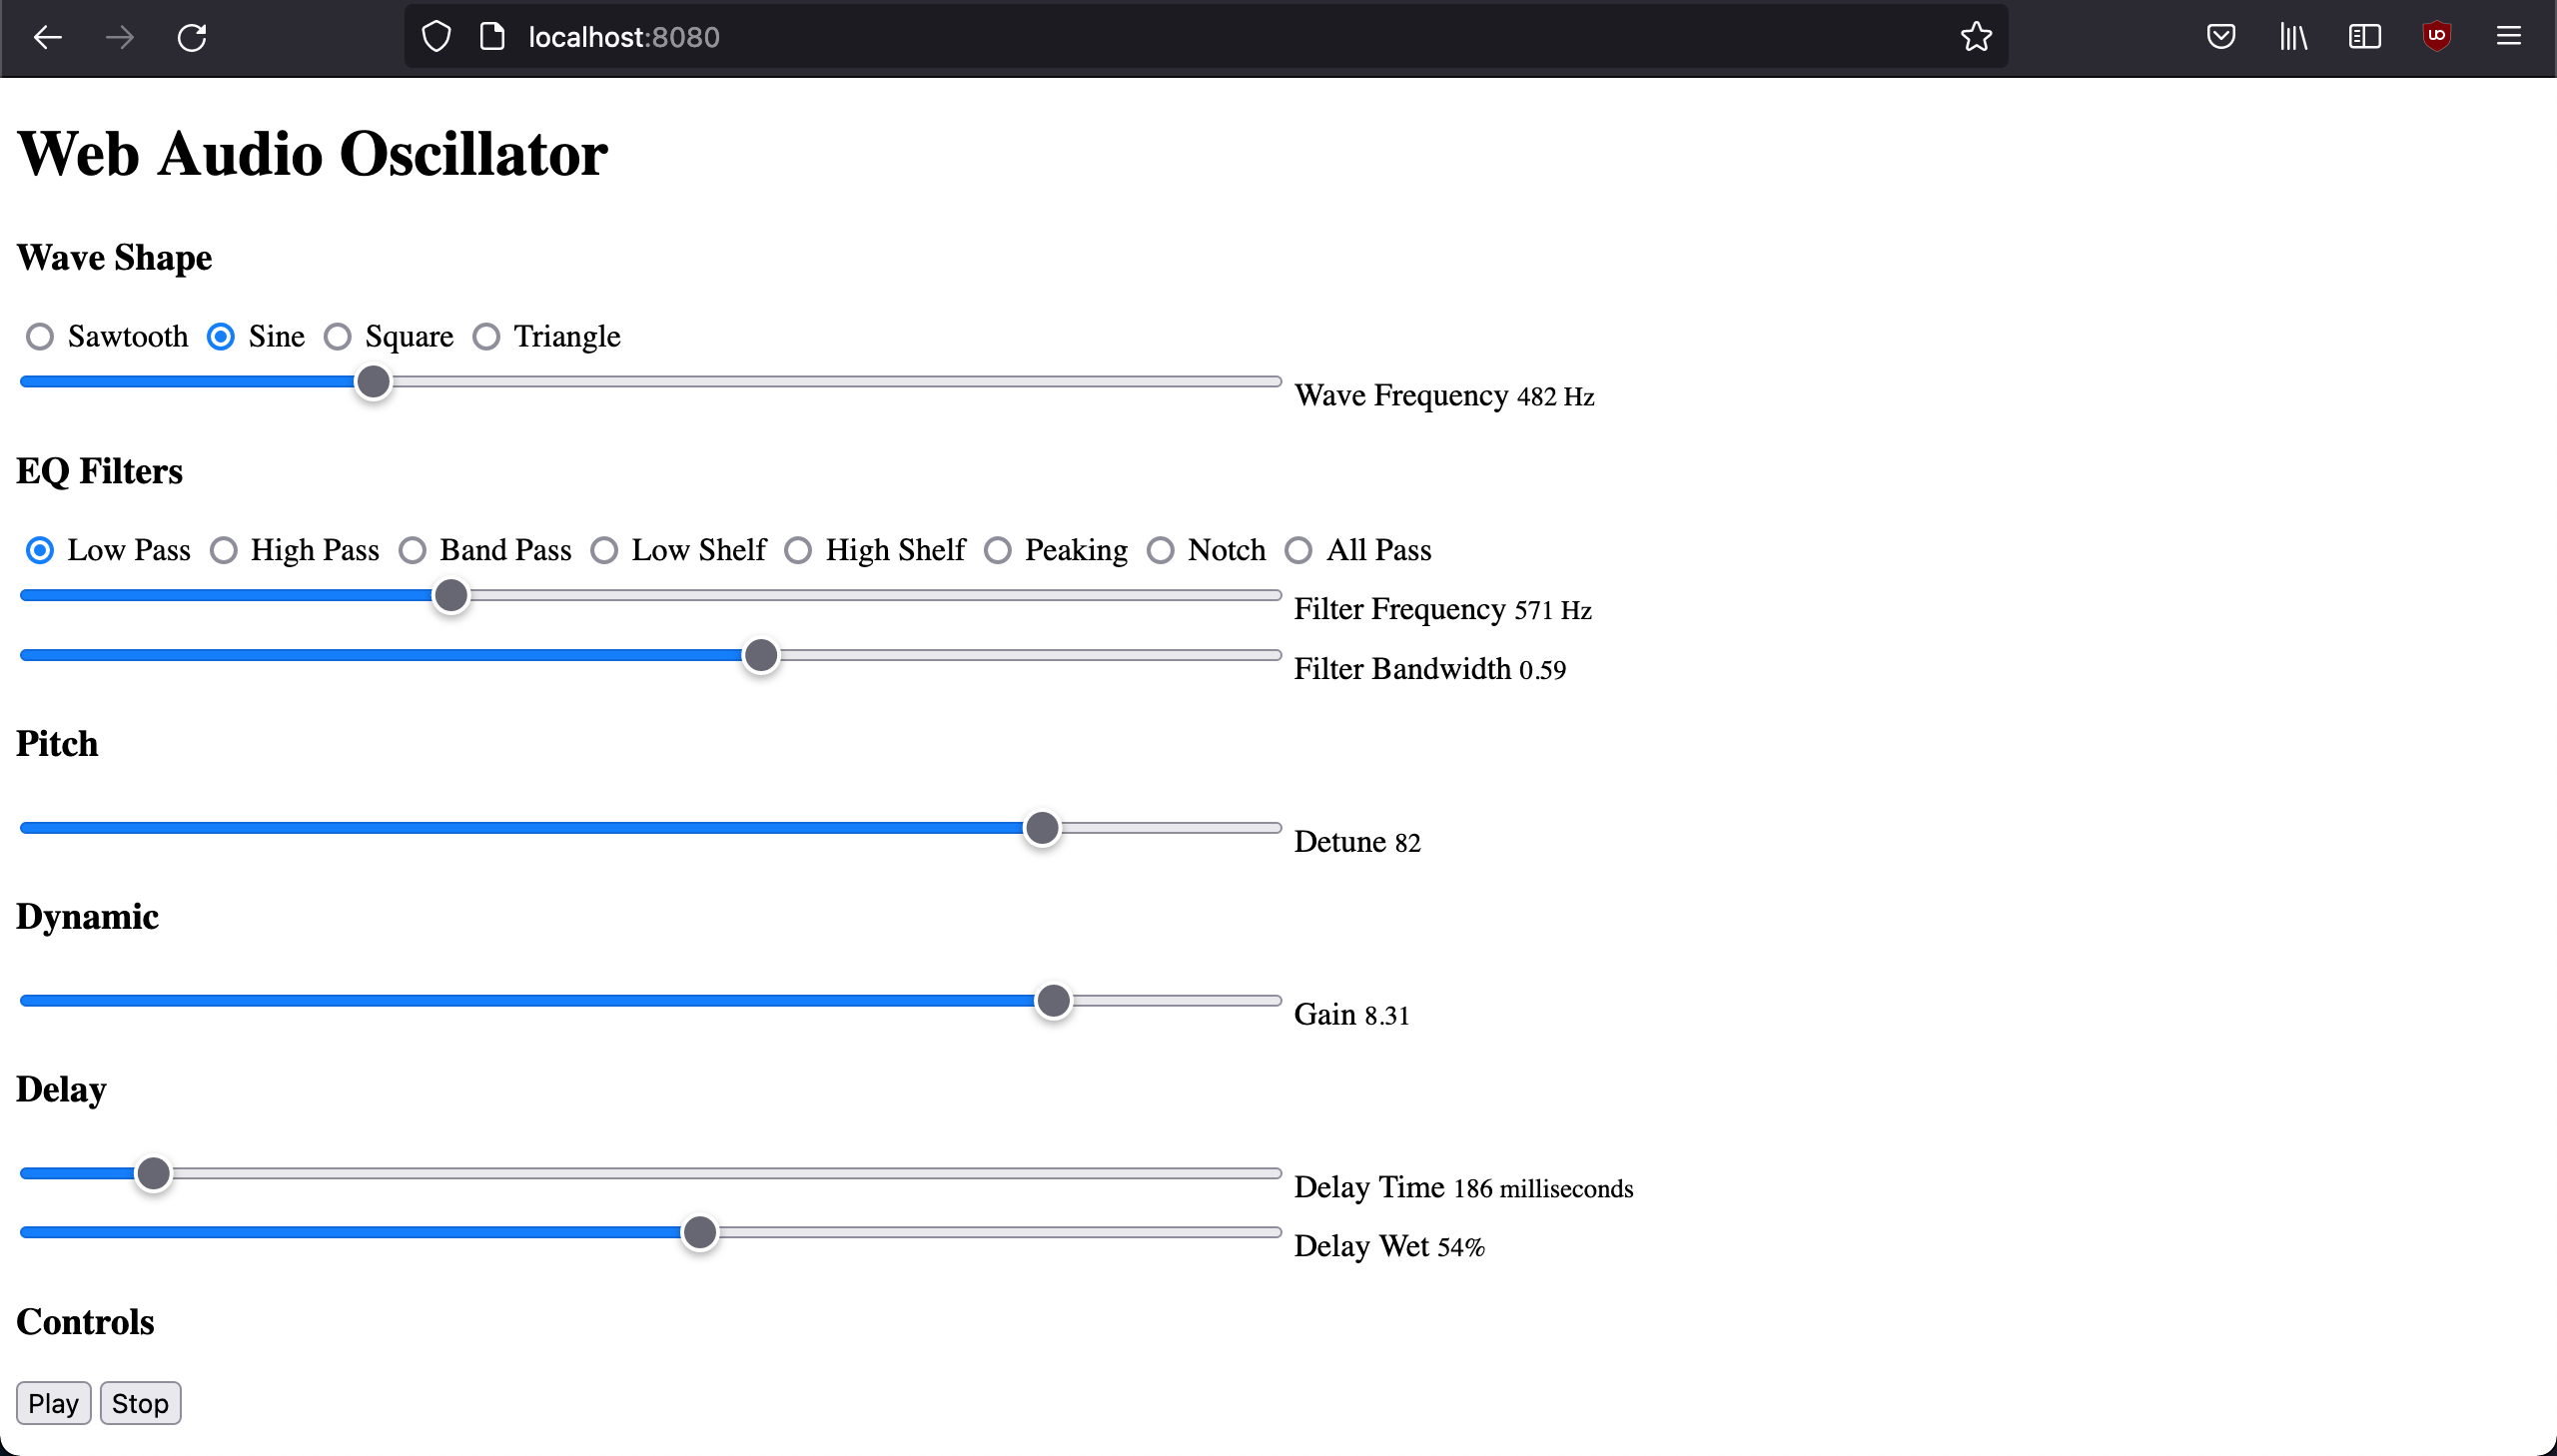 localhost:8080
Web Audio Oscillator
Wave Shape
Sawtooth Sine Square Triangle
Wave Frequency 482 Hz
EQ Filters
Low Pass High Pass Band Pass Low Shelf High Shelf Peaking Notch All Pass
Filter Frequency 571 Hz
Filter Bandwidth 0.59
Pitch
Detune 82
Dynamic
Gain 8.31
Delay
Delay Time 186 milliseconds
Delay Wet 54%
Controls
Play Stop